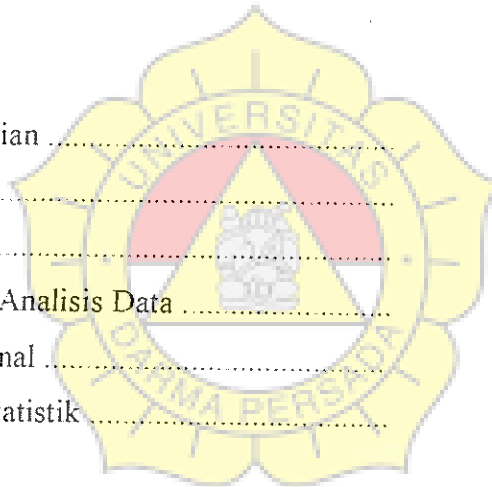 ian ........................................
........................................
........................................
Analisis Data ........................
nal ........................................
atistik ...................................
UNIVERSITAS
DARMA PERSADA